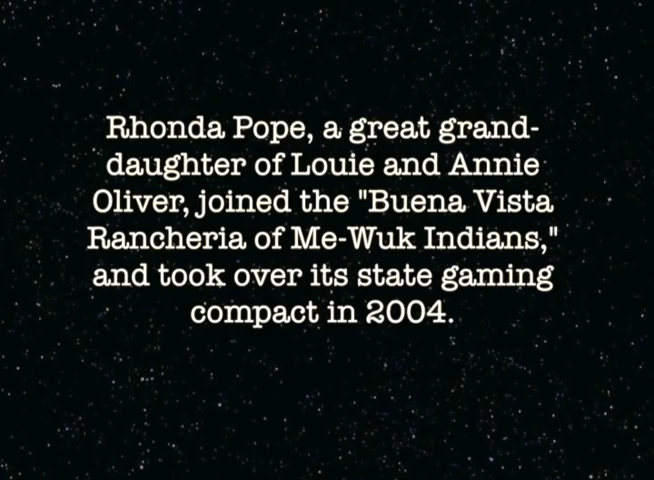 Rhonda Pope, a great grand-
daughter of Louie and Annie
Oliver, joined the "Buena Vista
Rancheria of Me-Wuk Indians,"
and took over its state gaming
compact in 2004.